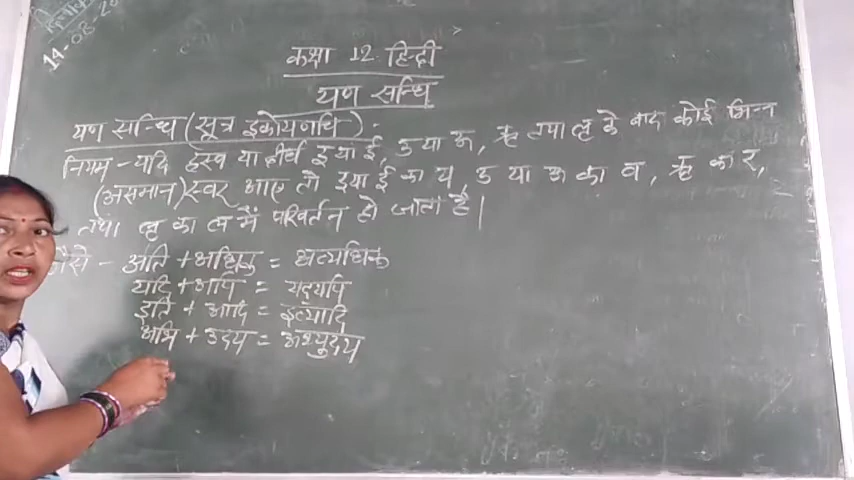 14-08-20
कक्षा 12 हिन्दी
यण सन्धि
यण सन्धि (सूत्र इकोयणचि) :
नियम - यदि ह्रस्व या दीर्घ इ या ई, उ या ऊ, ऋ तथा लृ के बाद कोई भिन्न
(असमान) स्वर आए तो इ या ई का य, उ या ऊ का व, ऋ का र,
तथा लृ का ल में परिवर्तन हो जाता है।
जैसे - अति + अधिक = अत्यधिक
यदि + अपि = यद्यपि
इति + आदि = इत्यादि
अभि + उदय = अभ्युदय